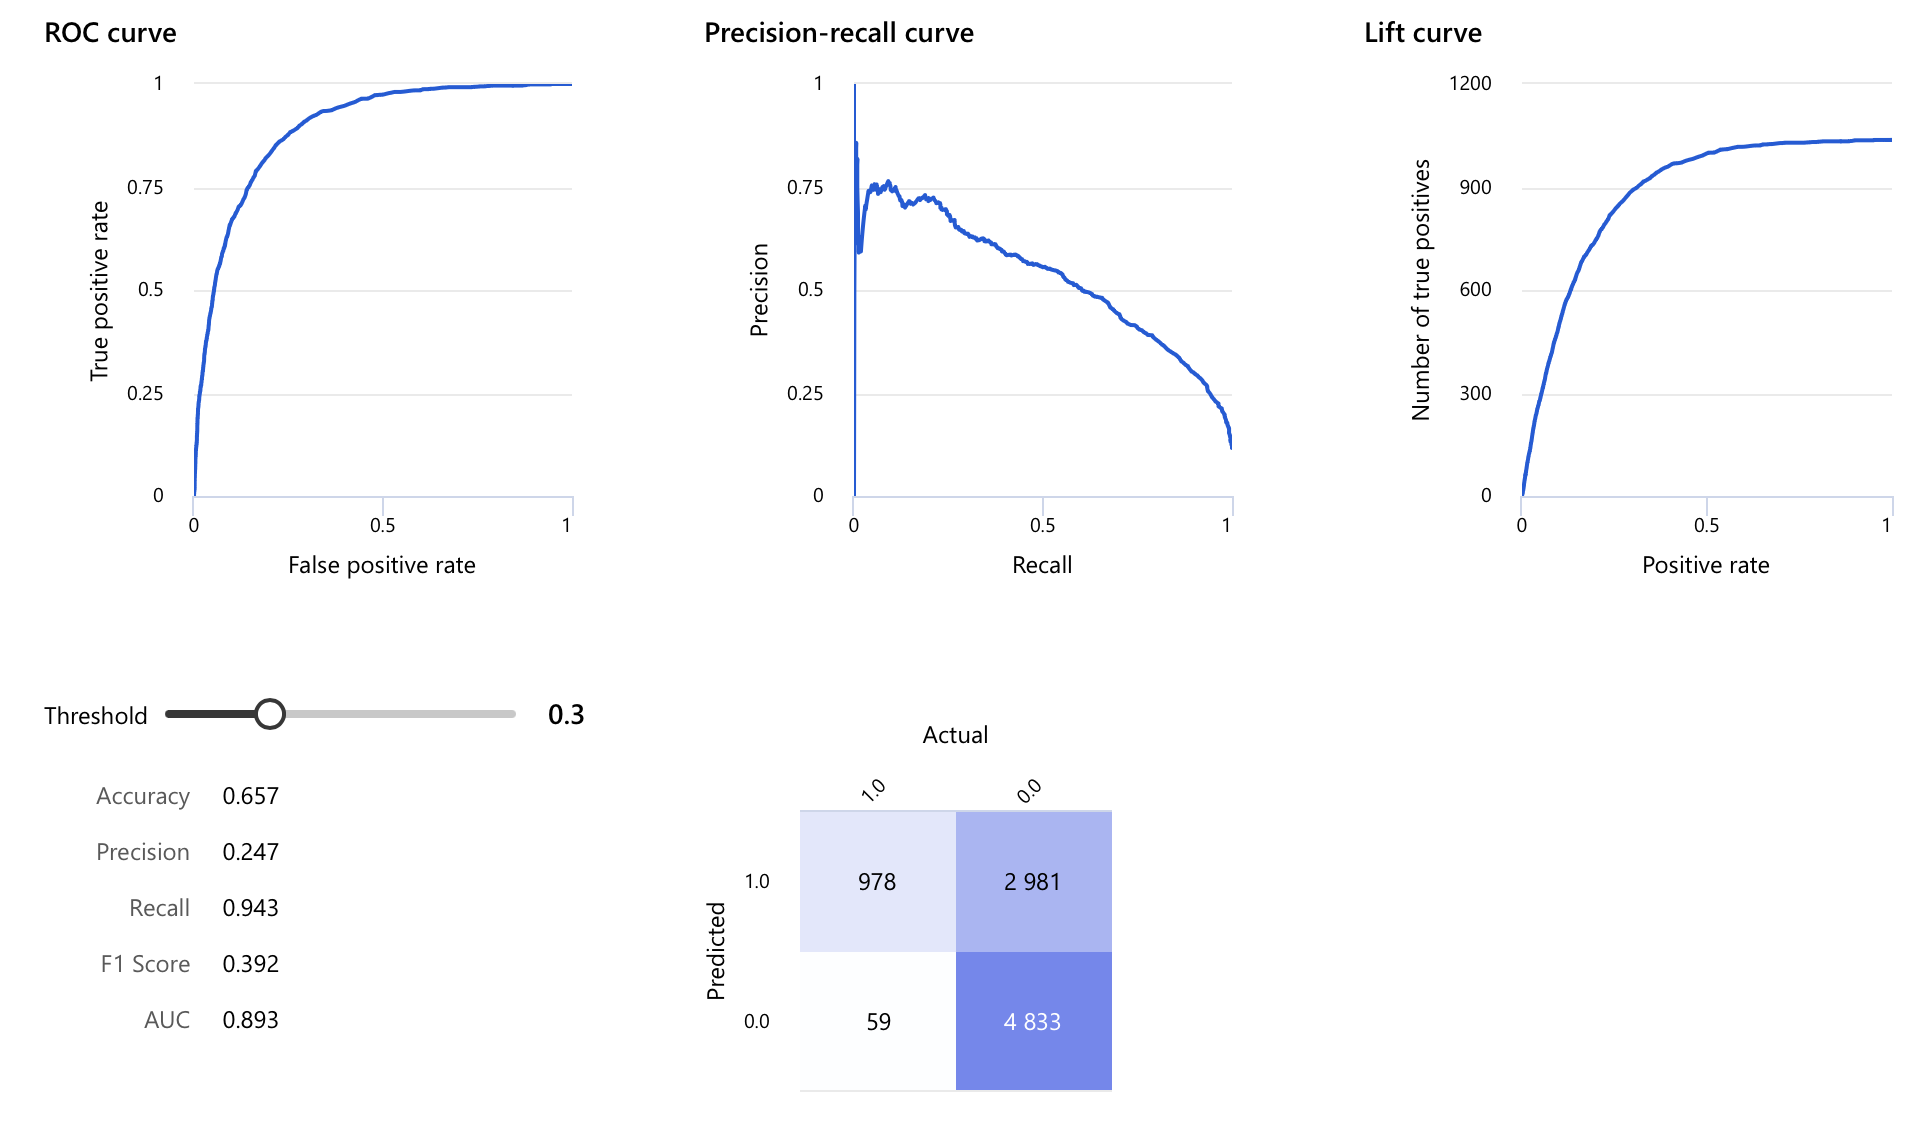 ROC curve
1
0.75
0.5
0.25
0
0
0.5
1
True positive rate
False positive rate
Precision-recall curve
1
0.75
0.5
0.25
0
0
0.5
1
Precision
Recall
Lift curve
1200
900
600
300
0
0
0.5
1
Number of true positives
Positive rate
Threshold 0.3
Accuracy 0.657
Precision 0.247
Recall 0.943
F1 Score 0.392
AUC 0.893
Actual
1.0 0.0
Predicted
1.0 978 2 981
0.0 59 4 833